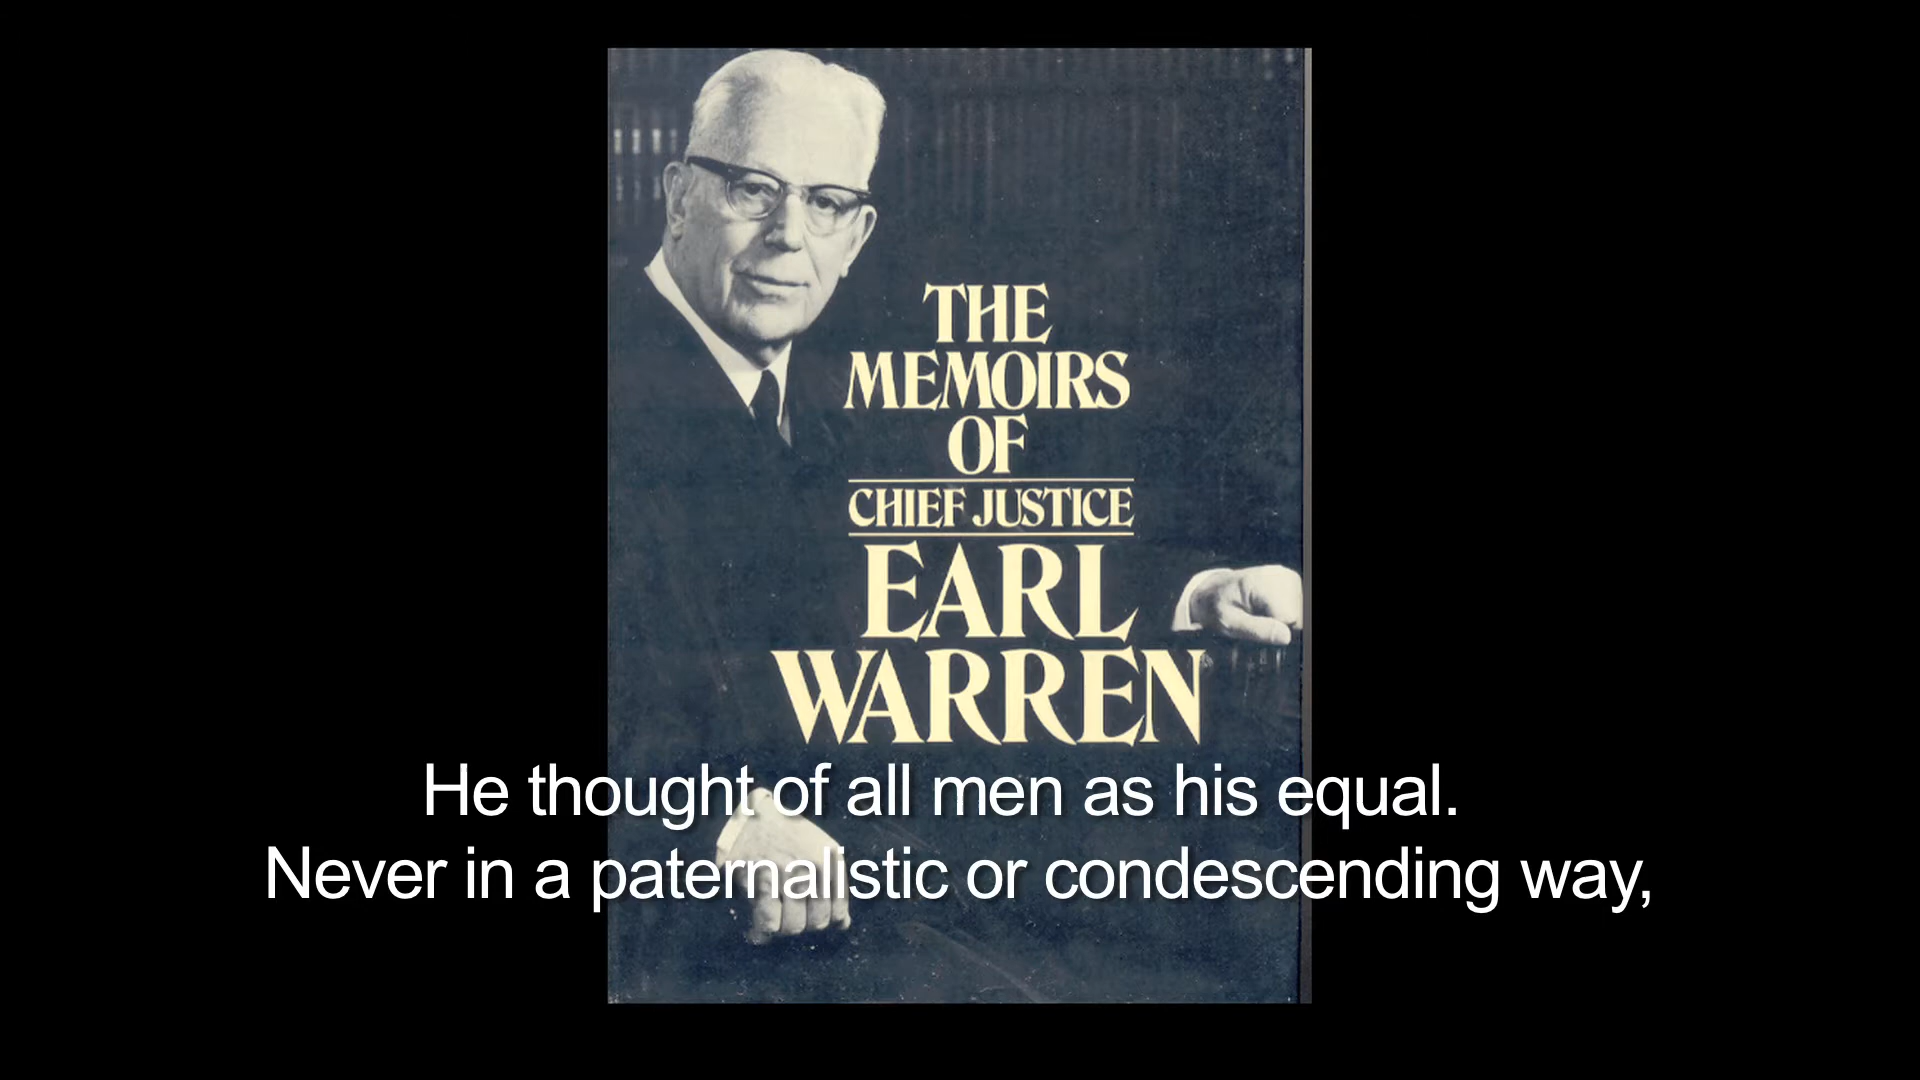 THE
MEMOIRS
OF
CHIEF JUSTICE
EARL
WARREN
He thought of all men as his equal.
Never in a paternalistic or condescending way,